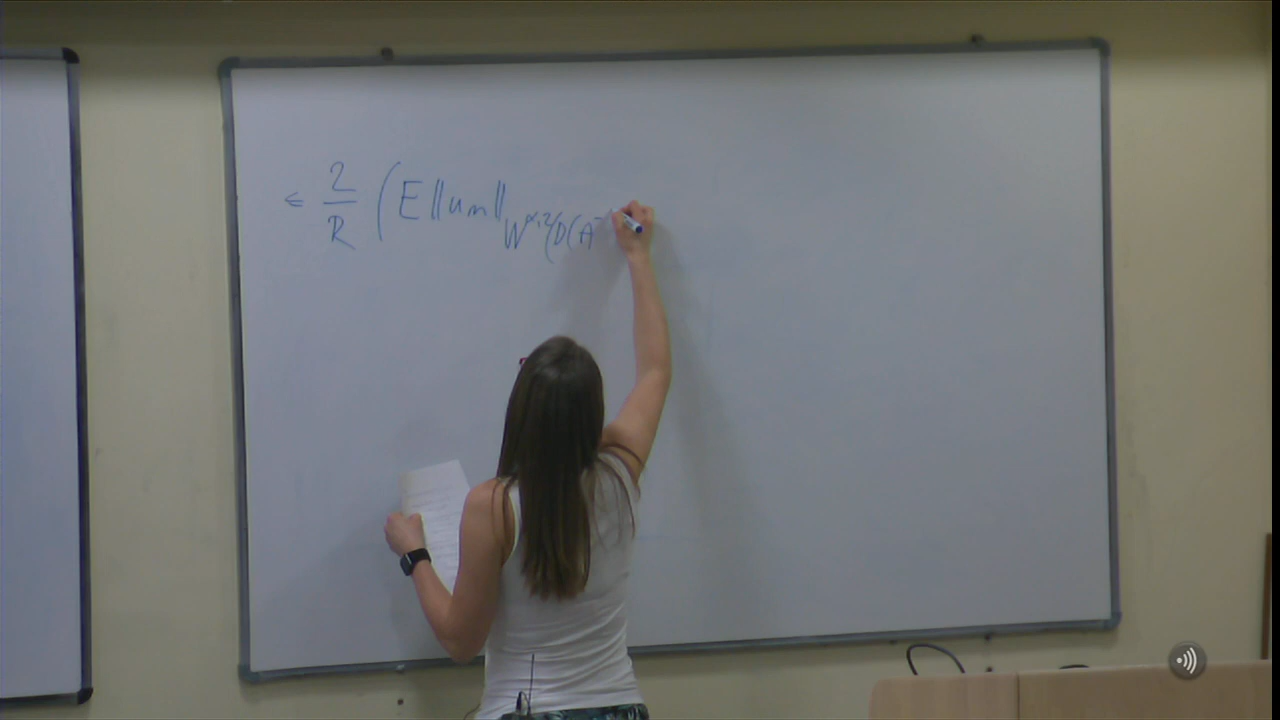 ≤ 2/R ( E ||u_m||_{W^{α,2}(D(A^{-